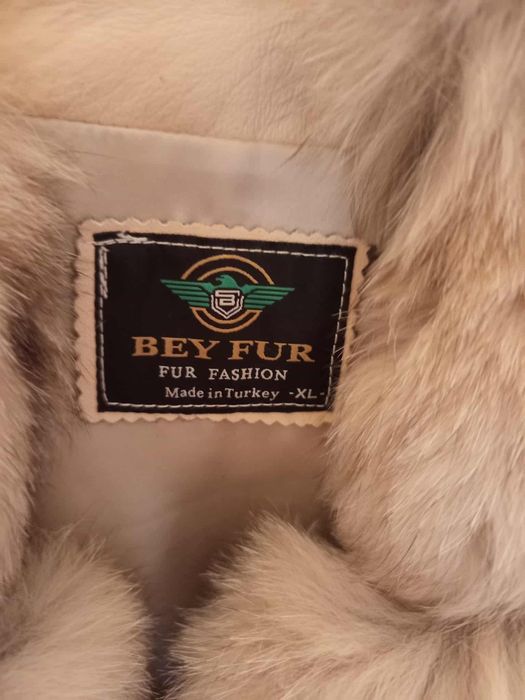 B
BEY FUR
FUR FASHION
Made in Turkey -XL-